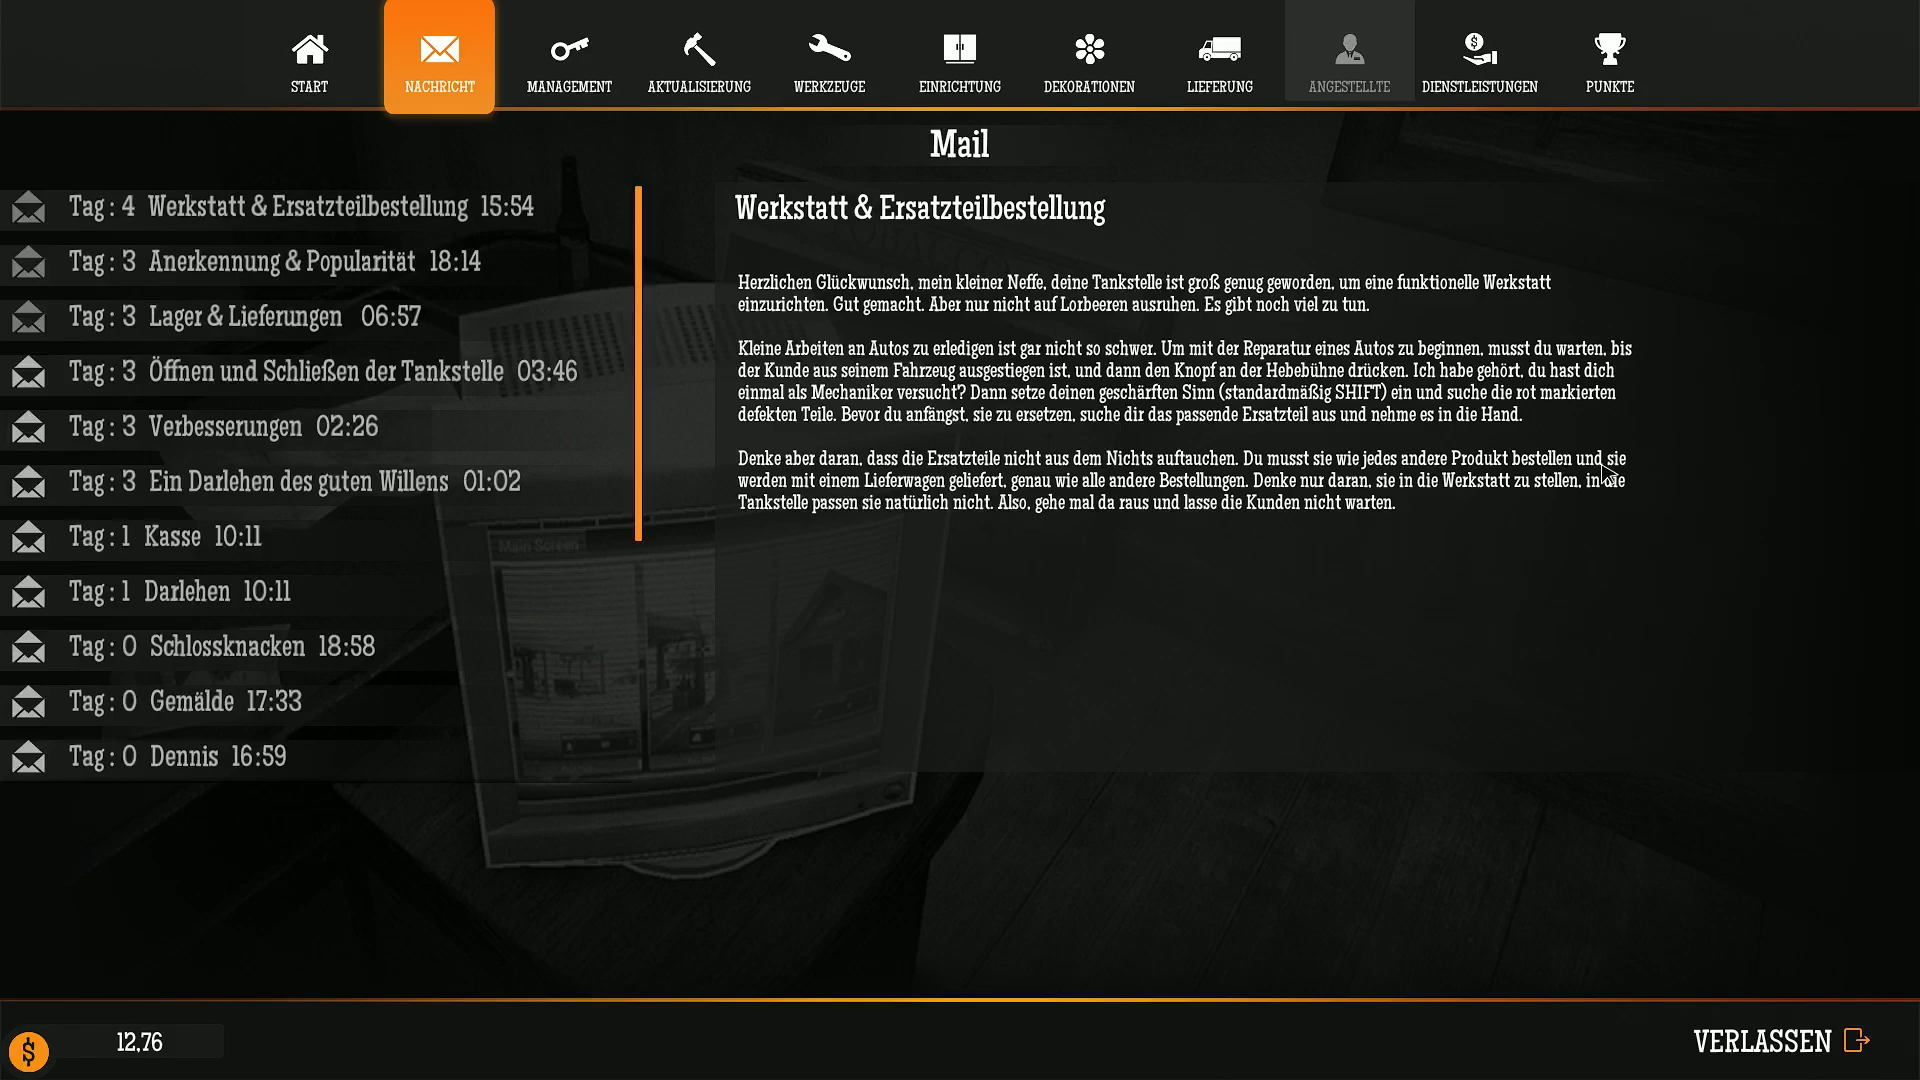 START
NACHRICHT
MANAGEMENT
AKTUALISIERUNG
WERKZEUGE
EINRICHTUNG
DEKORATIONEN
LIEFERUNG
ANGESTELLTE
DIENSTLEISTUNGEN
PUNKTE
Mail
Tag : 4 Werkstatt & Ersatzteilbestellung 15:54
Tag : 3 Anerkennung & Popularität 18:14
Tag : 3 Lager & Lieferungen 06:57
Tag : 3 Öffnen und Schließen der Tankstelle 03:46
Tag : 3 Verbesserungen 02:26
Tag : 3 Ein Darlehen des guten Willens 01:02
Tag : 1 Kasse 10:11
Tag : 1 Darlehen 10:11
Tag : 0 Schlossknacken 18:58
Tag : 0 Gemälde 17:33
Tag : 0 Dennis 16:59
Werkstatt & Ersatzteilbestellung
Herzlichen Glückwunsch, mein kleiner Neffe, deine Tankstelle ist groß genug geworden, um eine funktionelle Werkstatt
einzurichten. Gut gemacht. Aber nur nicht auf Lorbeeren ausruhen. Es gibt noch viel zu tun.
Kleine Arbeiten an Autos zu erledigen ist gar nicht so schwer. Um mit der Reparatur eines Autos zu beginnen, musst du warten, bis
der Kunde aus seinem Fahrzeug ausgestiegen ist, und dann den Knopf an der Hebebühne drücken. Ich habe gehört, du hast dich
einmal als Mechaniker versucht? Dann setze deinen geschärften Sinn (standardmäßig SHIFT) ein und suche die rot markierten
defekten Teile. Bevor du anfängst, sie zu ersetzen, suche dir das passende Ersatzteil aus und nehme es in die Hand.
Denke aber daran, dass die Ersatzteile nicht aus dem Nichts auftauchen. Du musst sie wie jedes andere Produkt bestellen und sie
werden mit einem Lieferwagen geliefert, genau wie alle andere Bestellungen. Denke nur daran, sie in die Werkstatt zu stellen, in die
Tankstelle passen sie natürlich nicht. Also, gehe mal da raus und lasse die Kunden nicht warten.
Main Screen
12,76
VERLASSEN